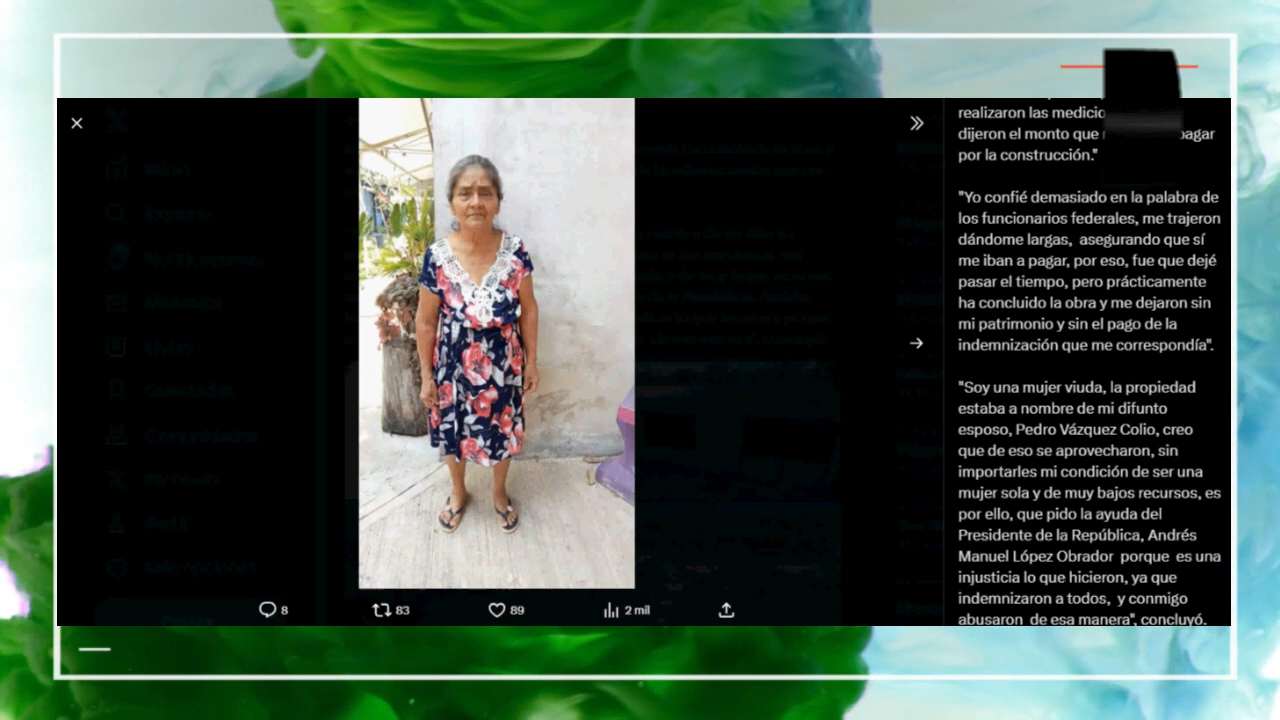 realizaron las medicio
dijeron el monto que pagar
por la construcción."
"Yo confié demasiado en la palabra de
los funcionarios federales, me trajeron
dándome largas, asegurando que sí
me iban a pagar, por eso, fue que dejé
pasar el tiempo, pero prácticamente
ha concluido la obra y me dejaron sin
mi patrimonio y sin el pago de la
indemnización que me correspondía".
"Soy una mujer viuda, la propiedad
estaba a nombre de mi difunto
esposo, Pedro Vázquez Colio, creo
que de eso se aprovecharon, sin
importarles mi condición de ser una
mujer sola y de muy bajos recursos, es
por ello, que pido la ayuda del
Presidente de la República, Andrés
Manuel López Obrador porque es una
injusticia lo que hicieron, ya que
indemnizaron a todos, y conmigo
abusaron de esa manera", concluyó.
8 83 89 2 mil